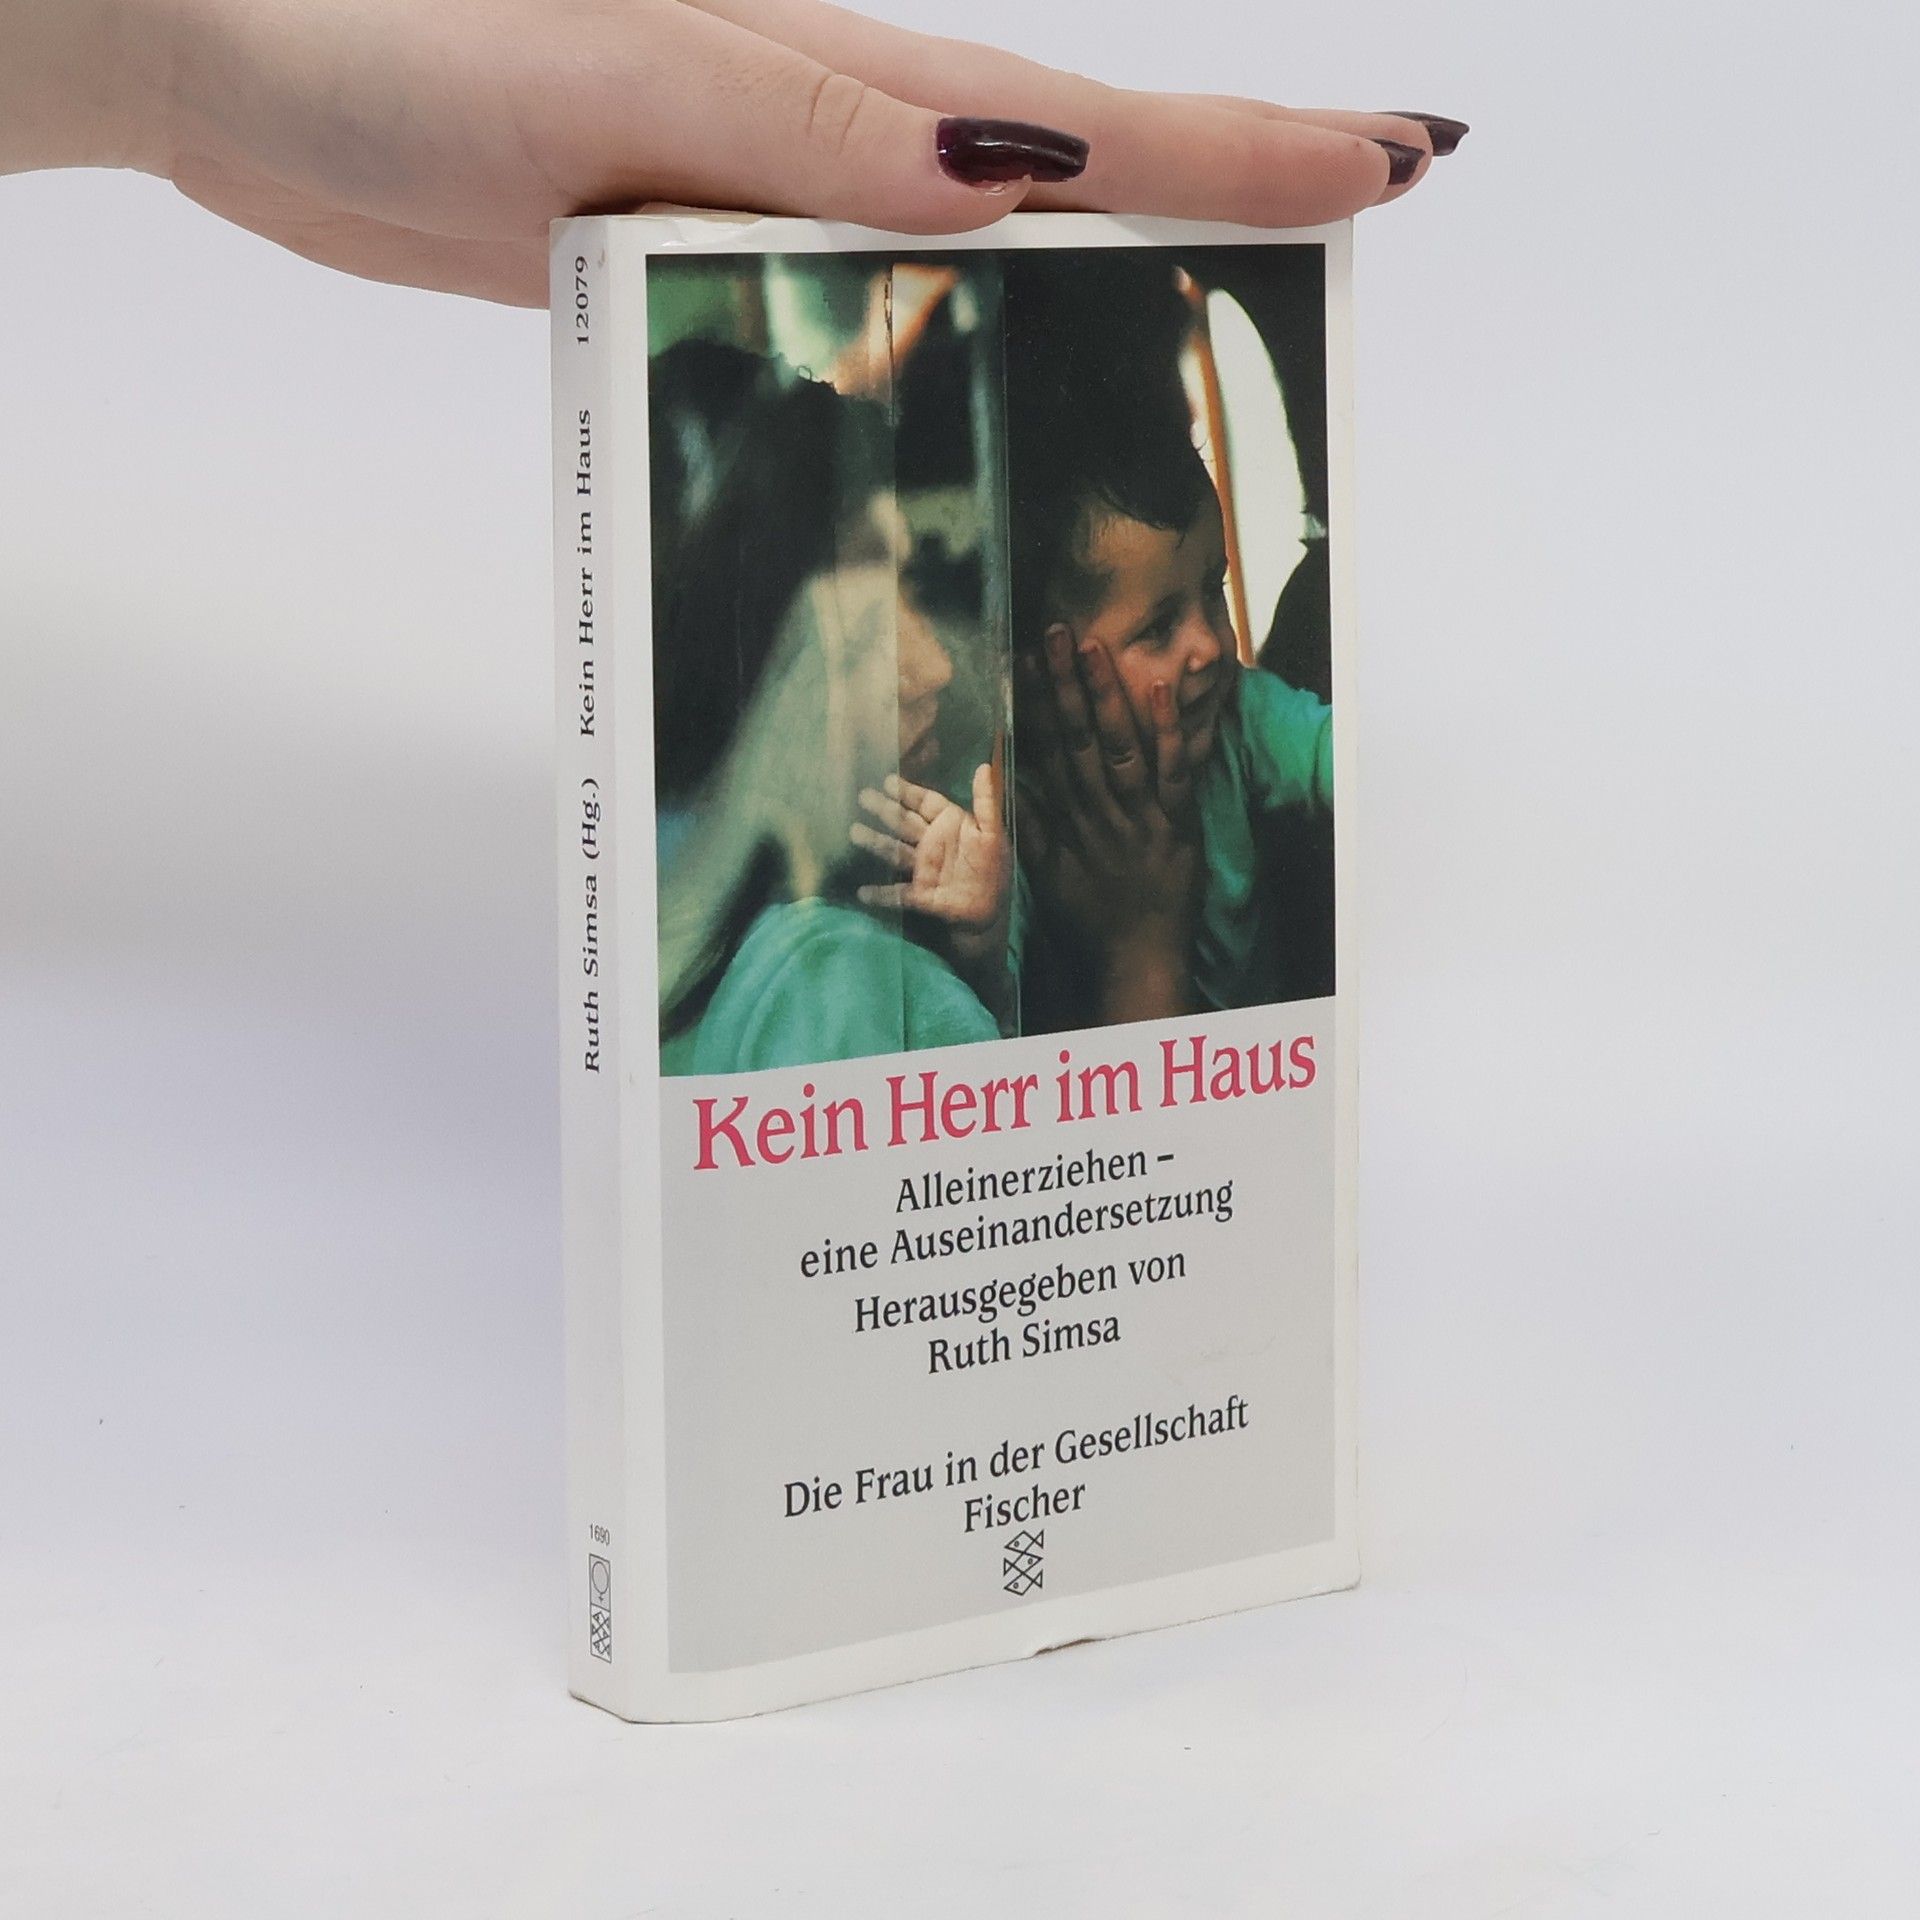 Ruth Simsa (Hg.) Kein Herr im Haus 12079
1690
Kein Herr im Haus
Alleinerziehen –
eine Auseinandersetzung
Herausgegeben von
Ruth Simsa
Die Frau in der Gesellschaft
Fischer